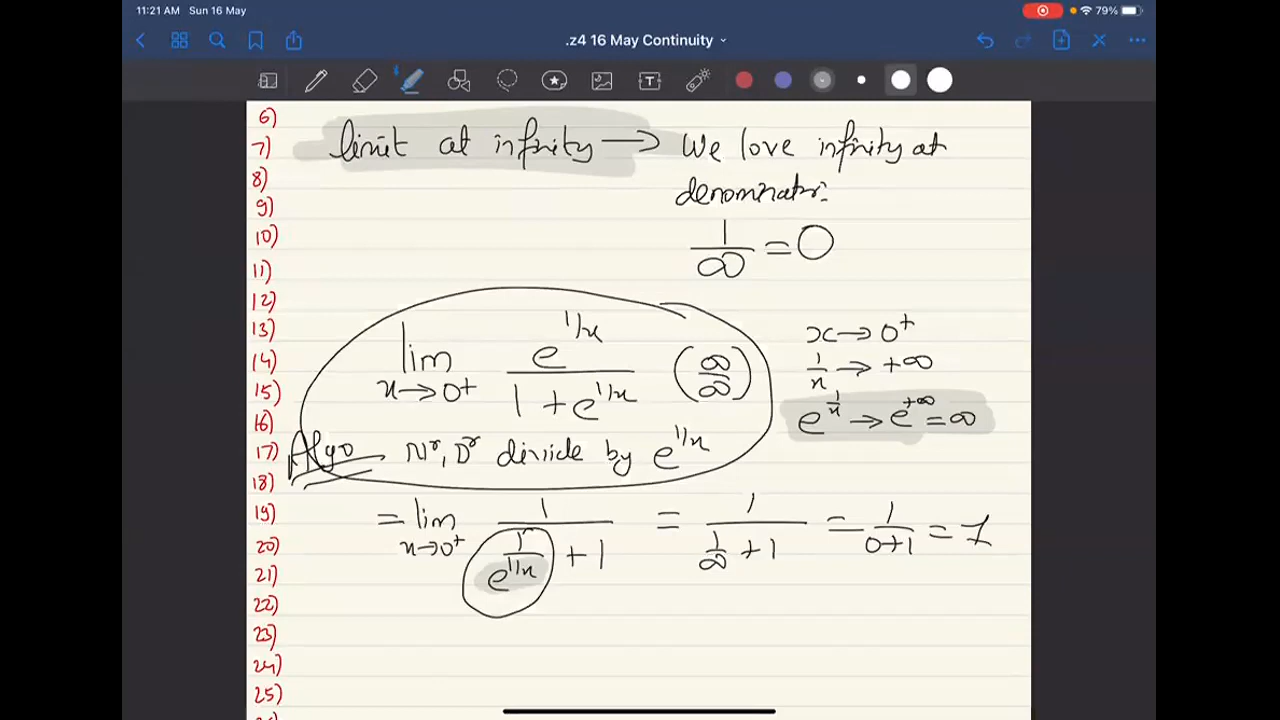 11:21 AM Sun 16 May
79%
.z4 16 May Continuity
6)
7) limit at infinity → We love infinity at
8) denominator:
9)
10) 1/∞ = 0
11)
12)
13) x → 0⁺
14) lim x→0⁺ e^(1/x) / (1 + e^(1/x)) (∞/∞) 1/x → +∞
15)
16) e^(1/x) → e^(+∞) = ∞
17) Algo Nʳ, Dʳ divide by e^(1/x)
18)
19) = lim x→0⁺ 1 / (1/e^(1/x) + 1) = 1 / (1/∞ + 1) = 1/(0+1) = 1
20)
21)
22)
23)
24)
25)